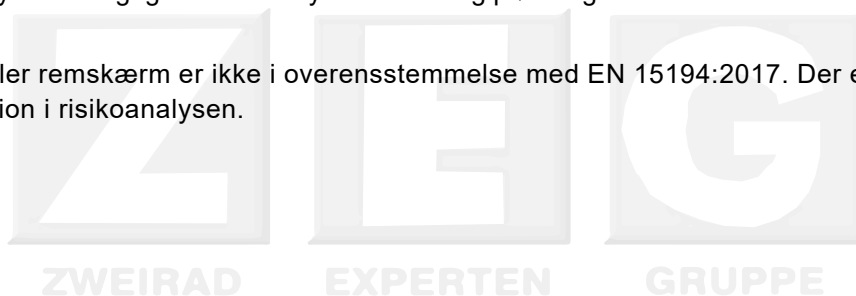 ler remskærm er ikke i overensstemmelse med EN 15194:2017. Der e
ion i risikoanalysen.
Z E G
ZWEIRAD EXPERTEN GRUPPE